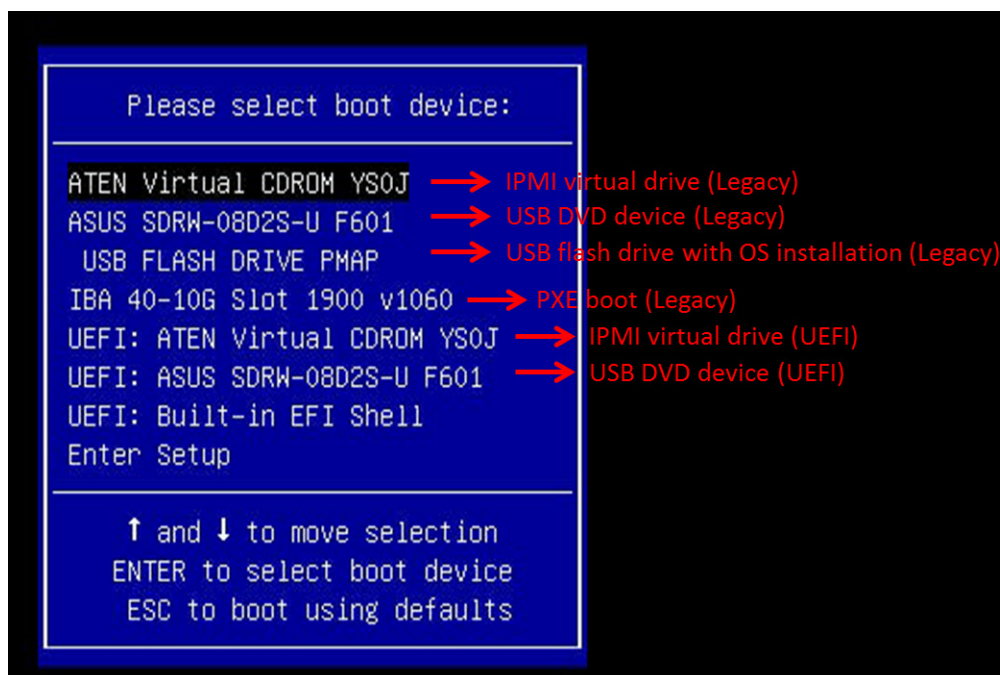 Please select boot device:
ATEN Virtual CDROM YS0J IPMI virtual drive (Legacy)
ASUS SDRW-08D2S-U F601 USB DVD device (Legacy)
USB FLASH DRIVE PMAP USB flash drive with OS installation (Legacy)
IBA 40-10G Slot 1900 v1060 PXE boot (Legacy)
UEFI: ATEN Virtual CDROM YS0J IPMI virtual drive (UEFI)
UEFI: ASUS SDRW-08D2S-U F601 USB DVD device (UEFI)
UEFI: Built-in EFI Shell
Enter Setup
↑ and ↓ to move selection
ENTER to select boot device
ESC to boot using defaults